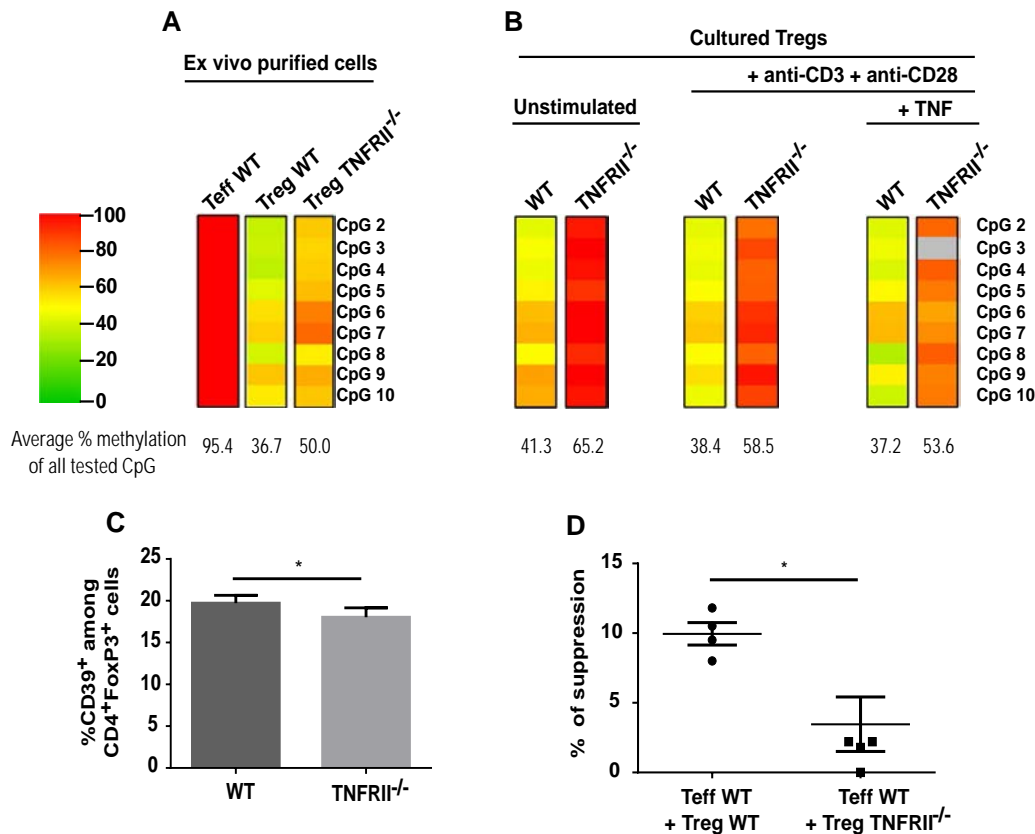 A
B
Ex vivo purified cells
Cultured Tregs
+ anti-CD3 + anti-CD28
Unstimulated
+ TNF
Teff WT
Treg WT
Treg TNFRII-/-
WT
TNFRII-/-
WT
TNFRII-/-
WT
TNFRII-/-
100
80
60
40
20
0
CpG 2
CpG 3
CpG 4
CpG 5
CpG 6
CpG 7
CpG 8
CpG 9
CpG 10
CpG 2
CpG 3
CpG 4
CpG 5
CpG 6
CpG 7
CpG 8
CpG 9
CpG 10
Average % methylation
of all tested CpG
95.4 36.7 50.0
41.3 65.2 38.4 58.5 37.2 53.6
C
%CD39+ among
CD4+FoxP3+ cells
25
20
15
10
5
0
*
WT
TNFRII-/-
D
% of suppression
15
10
5
0
*
Teff WT
+ Treg WT
Teff WT
+ Treg TNFRII-/-